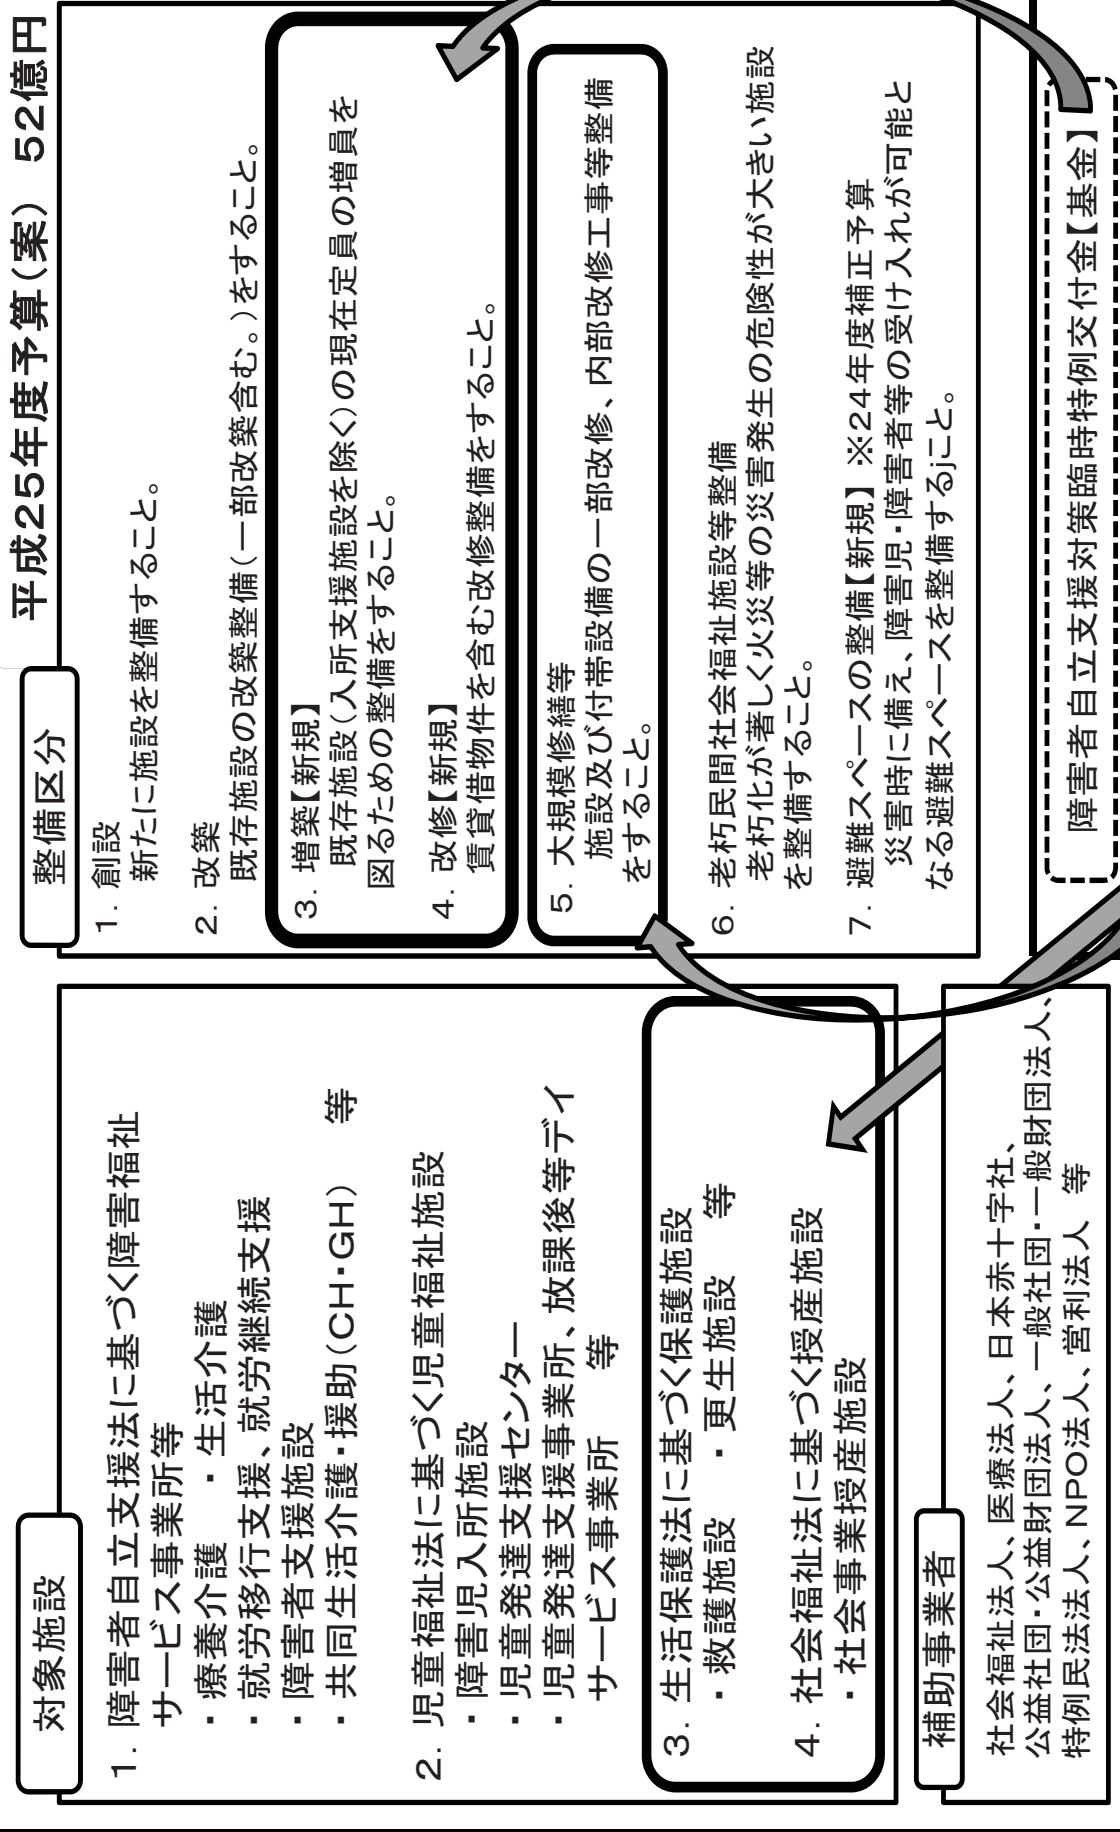 平成25年度予算(案) 52億円
対象施設
1. 障害者自立支援法に基づく障害福祉
サービス事業所等
・療養介護 ・生活介護
・就労移行支援、就労継続支援
・障害者支援施設
・共同生活介護・援助(CH・GH) 等
2. 児童福祉法に基づく児童福祉施設
・障害児入所施設
・児童発達支援センター
・児童発達支援事業所、放課後等デイ
サービス事業所 等
3. 生活保護法に基づく保護施設
・救護施設 ・更生施設 等
4. 社会福祉法に基づく授産施設
・社会事業授産施設
補助事業者
社会福祉法人、医療法人、日本赤十字社、
公益社団・公益財団法人、一般社団・一般財団法人、
特例民法法人、NPO法人、営利法人 等
整備区分
1. 創設
新たに施設を整備すること。
2. 改築
既存施設の改築整備(一部改築含む。)をすること。
3. 増築【新規】
既存施設(入所支援施設を除く)の現在定員の増員を
図るための整備をすること。
4. 改修【新規】
賃貸借物件を含む改修整備をすること。
5. 大規模修繕等
施設及び付帯設備の一部改修、内部改修工事等整備
をすること。
6. 老朽民間社会福祉施設等整備
老朽化が著しく火災等の災害発生の危険性が大きい施設
を整備すること。
7. 避難スペースの整備【新規】 ※24年度補正予算
災害時に備え、障害児・障害者等の受け入れが可能と
なる避難スペースを整備するjこと。
障害者自立支援対策臨時特例交付金【基金】